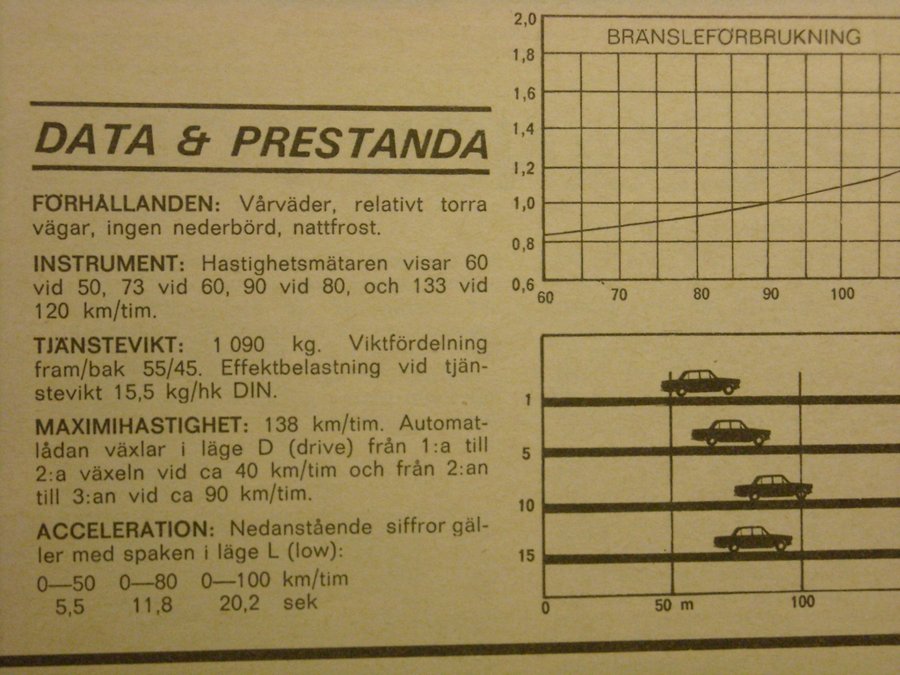 DATA & PRESTANDA
FÖRHÅLLANDEN: Vårväder, relativt torra
vägar, ingen nederbörd, nattfrost.
INSTRUMENT: Hastighetsmätaren visar 60
vid 50, 73 vid 60, 90 vid 80, och 133 vid
120 km/tim.
TJÄNSTEVIKT: 1 090 kg. Viktfördelning
fram/bak 55/45. Effektbelastning vid tjän-
stevikt 15,5 kg/hk DIN.
MAXIMIHASTIGHET: 138 km/tim. Automat-
lådan växlar i läge D (drive) från 1:a till
2:a växeln vid ca 40 km/tim och från 2:an
till 3:an vid ca 90 km/tim.
ACCELERATION: Nedanstående siffror gäl-
ler med spaken i läge L (low):
0—50 0—80 0—100 km/tim
5,5 11,8 20,2 sek
BRÄNSLEFÖRBRUKNING
2,0
1,8
1,6
1,4
1,2
1,0
0,8
0,6
60 70 80 90 100
1
5
10
15
0 50 m 100